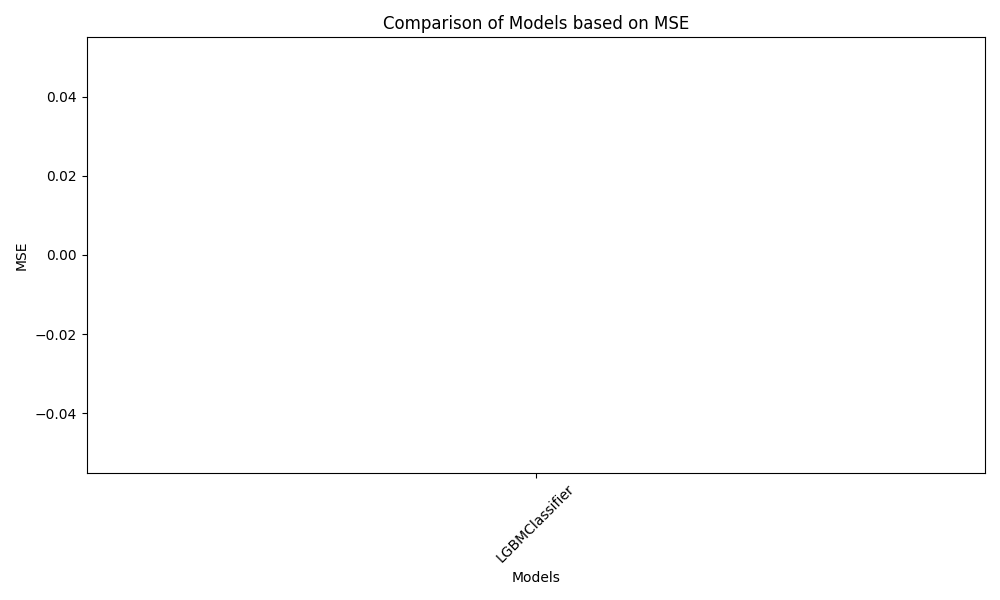 Comparison of Models based on MSE
0.04
0.02
0.00
−0.02
−0.04
MSE
LGBMClassifier
Models